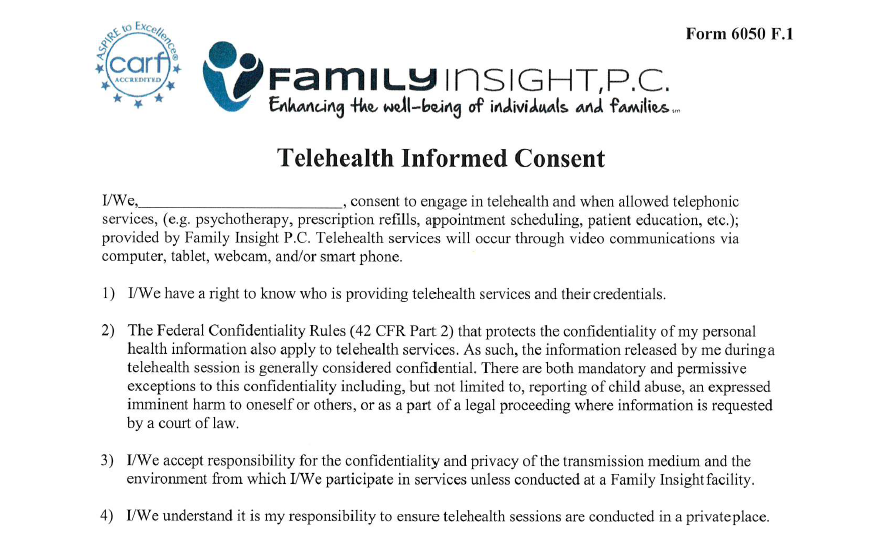 Form 6050 F.1
ASPIRE to Excellence®
carf
ACCREDITED
FAMILY INSIGHT, P.C.
Enhancing the well-being of individuals and families℠
Telehealth Informed Consent
I/We,____________________________, consent to engage in telehealth and when allowed telephonic
services, (e.g. psychotherapy, prescription refills, appointment scheduling, patient education, etc.);
provided by Family Insight P.C. Telehealth services will occur through video communications via
computer, tablet, webcam, and/or smart phone.
1) I/We have a right to know who is providing telehealth services and their credentials.
2) The Federal Confidentiality Rules (42 CFR Part 2) that protects the confidentiality of my personal
health information also apply to telehealth services. As such, the information released by me during a
telehealth session is generally considered confidential. There are both mandatory and permissive
exceptions to this confidentiality including, but not limited to, reporting of child abuse, an expressed
imminent harm to oneself or others, or as a part of a legal proceeding where information is requested
by a court of law.
3) I/We accept responsibility for the confidentiality and privacy of the transmission medium and the
environment from which I/We participate in services unless conducted at a Family Insight facility.
4) I/We understand it is my responsibility to ensure telehealth sessions are conducted in a private place.